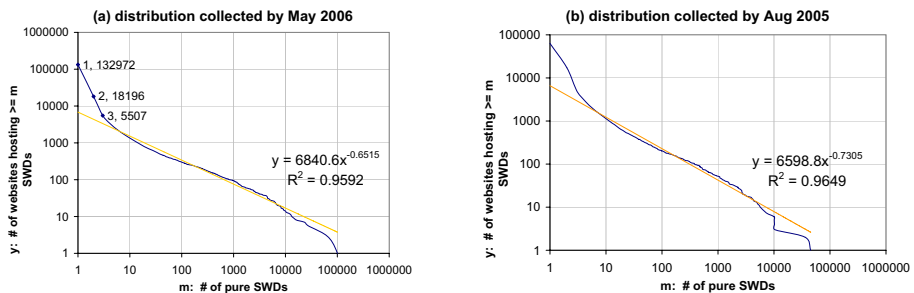 (a) distribution collected by May 2006
y: # of websites hosting >= m
SWDs
1000000
100000
10000
1000
100
10
1
1, 132972
2, 18196
3, 5507
y = 6840.6x^-0.6515
R^2 = 0.9592
1 10 100 1000 10000 100000 1000000
m: # of pure SWDs
(b) distribution collected by Aug 2005
y: # of websites hosting >= m
SWDs
100000
10000
1000
100
10
1
y = 6598.8x^-0.7305
R^2 = 0.9649
1 10 100 1000 10000 100000 1000000
m: # of pure SWDs